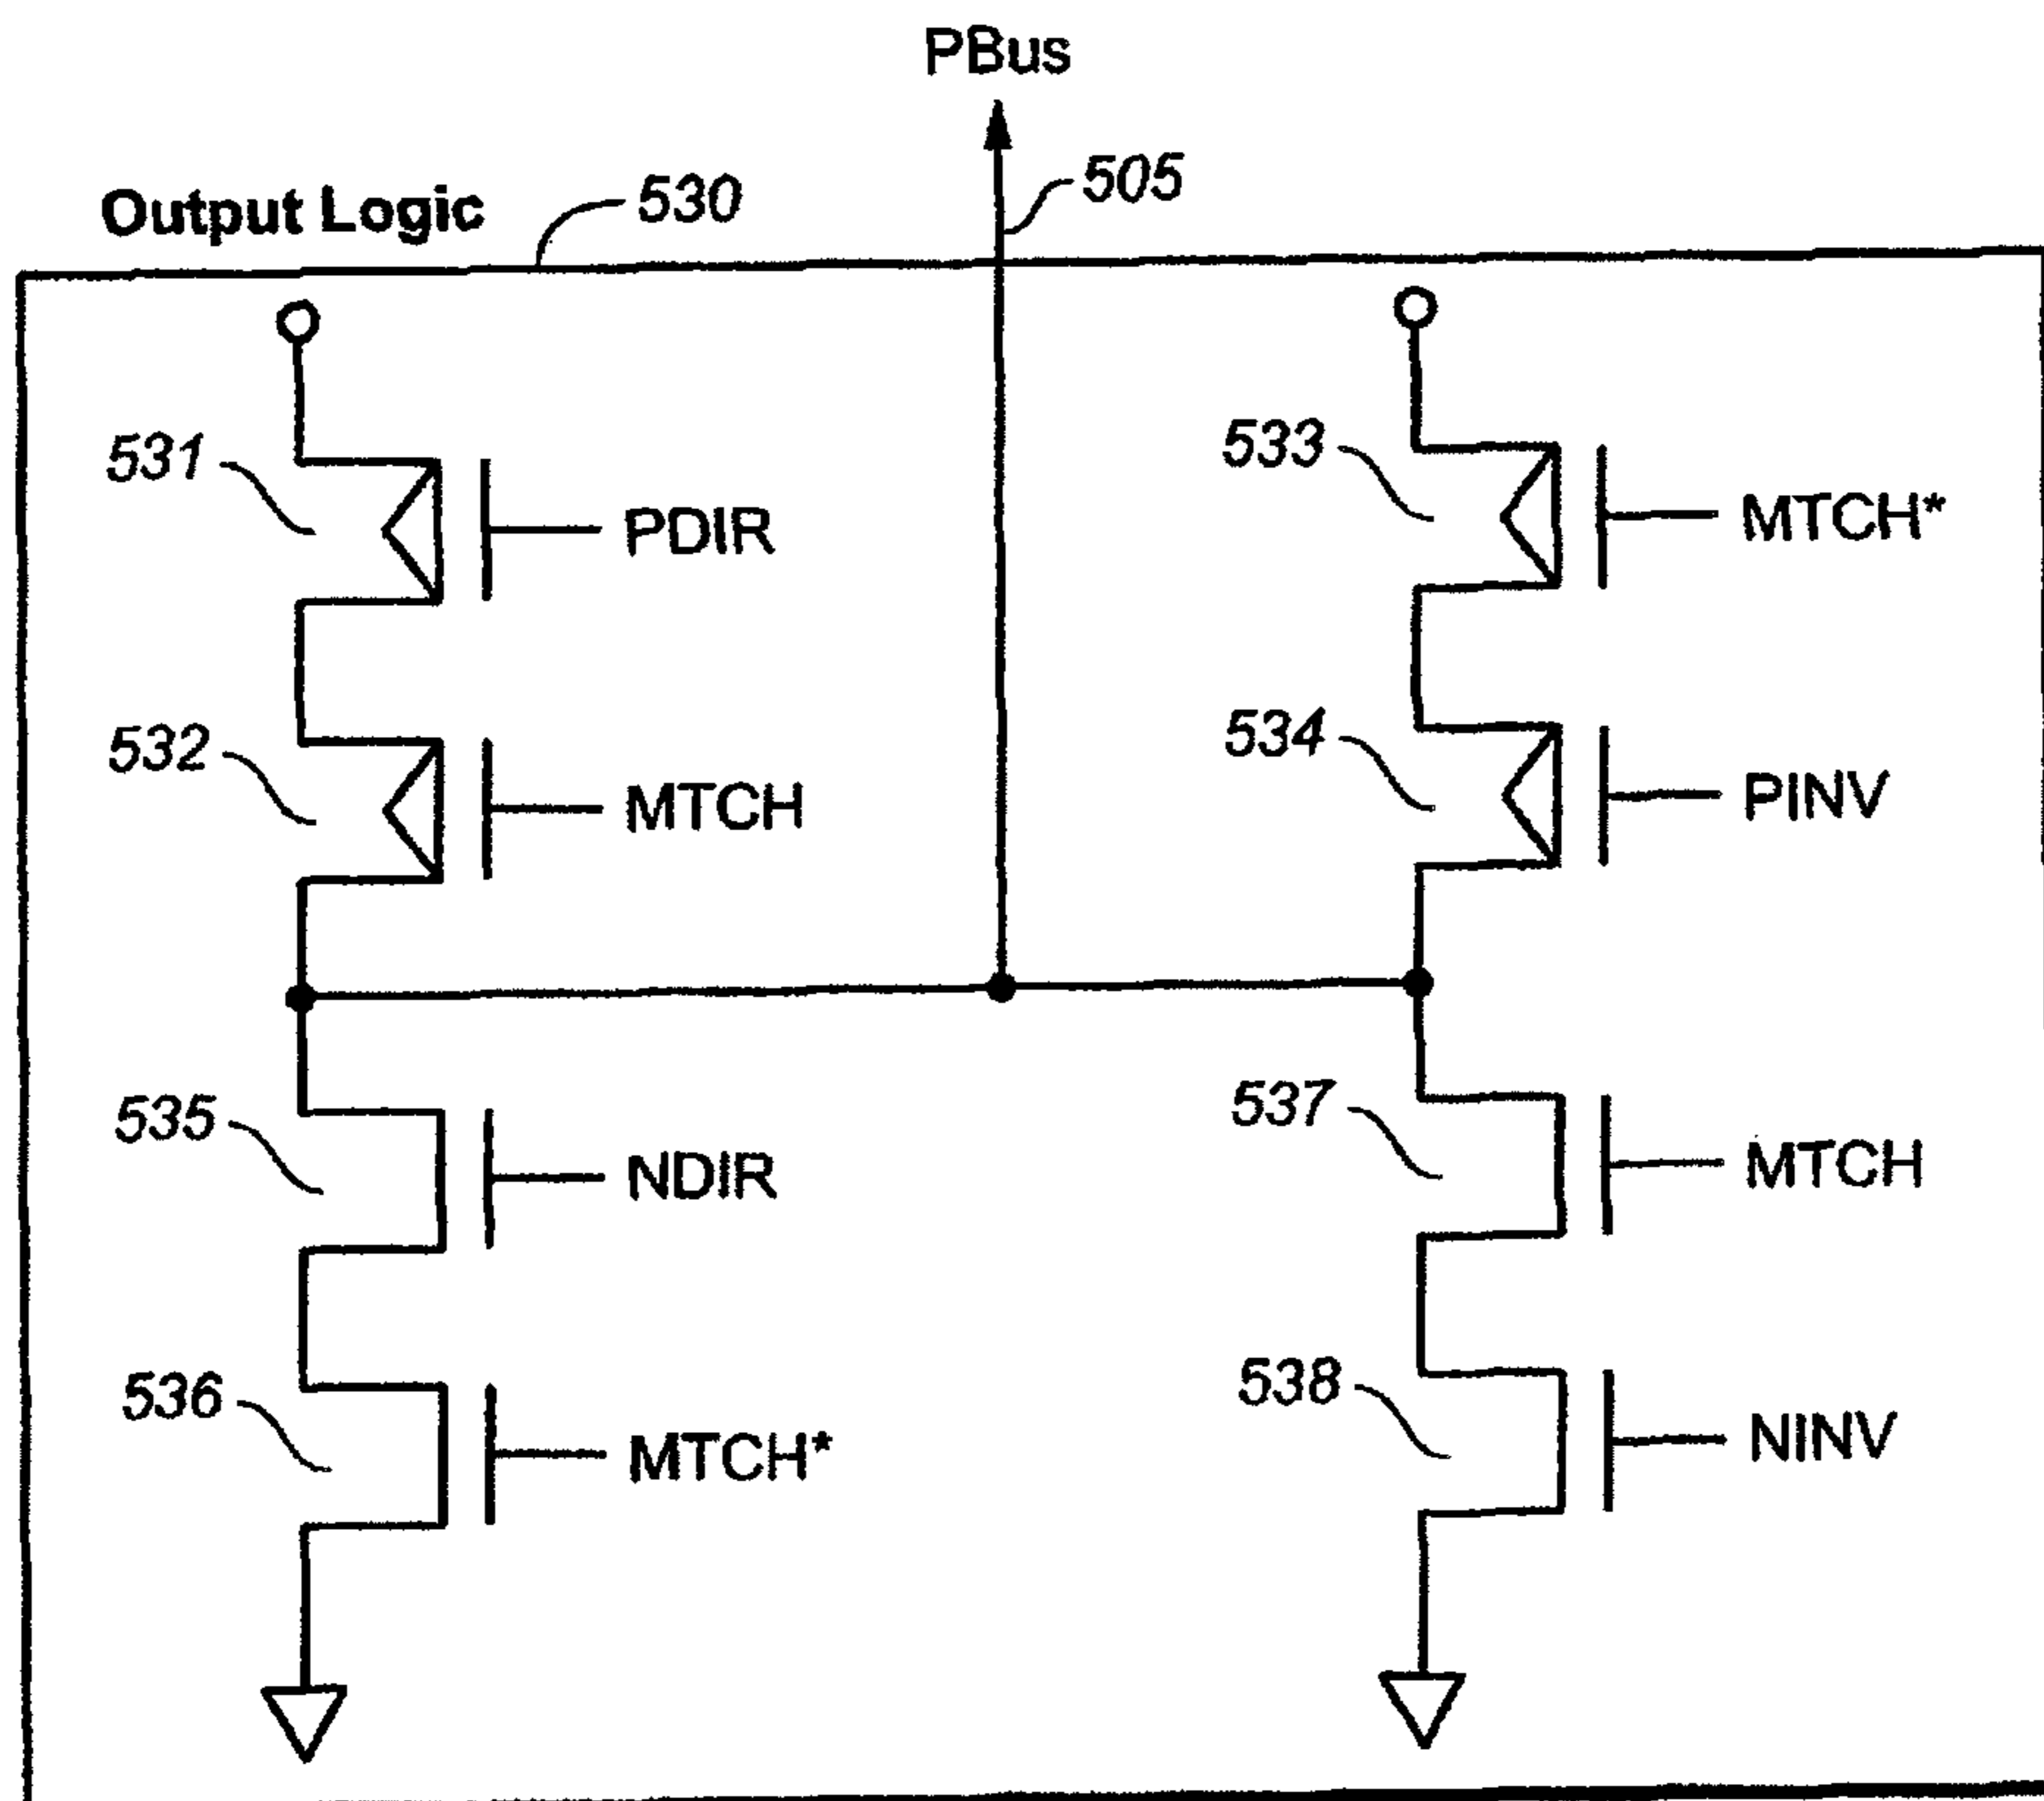 PBus
505
Output Logic
530
531
PDIR
533
MTCH*
532
MTCH
534
PINV
535
NDIR
537
MTCH
536
MTCH*
538
NINV